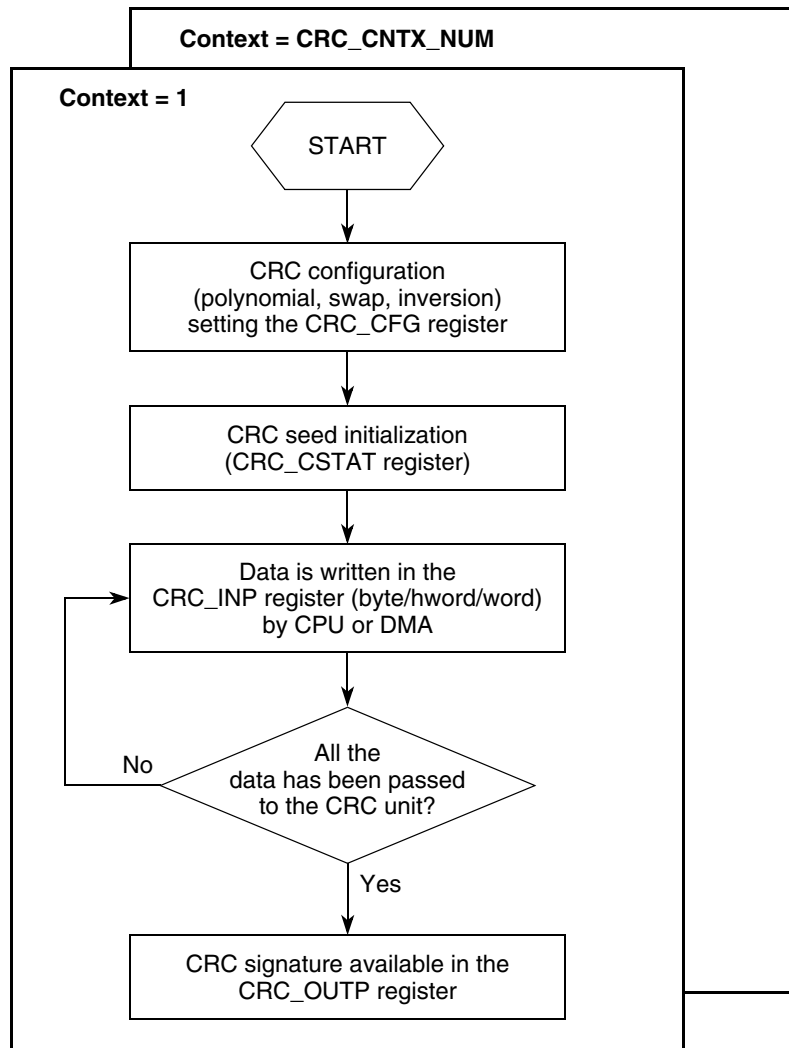 Context = CRC_CNTX_NUM
Context = 1
START
CRC configuration
(polynomial, swap, inversion)
setting the CRC_CFG register
CRC seed initialization
(CRC_CSTAT register)
Data is written in the
CRC_INP register (byte/hword/word)
by CPU or DMA
All the
data has been passed
to the CRC unit?
No
Yes
CRC signature available in the
CRC_OUTP register